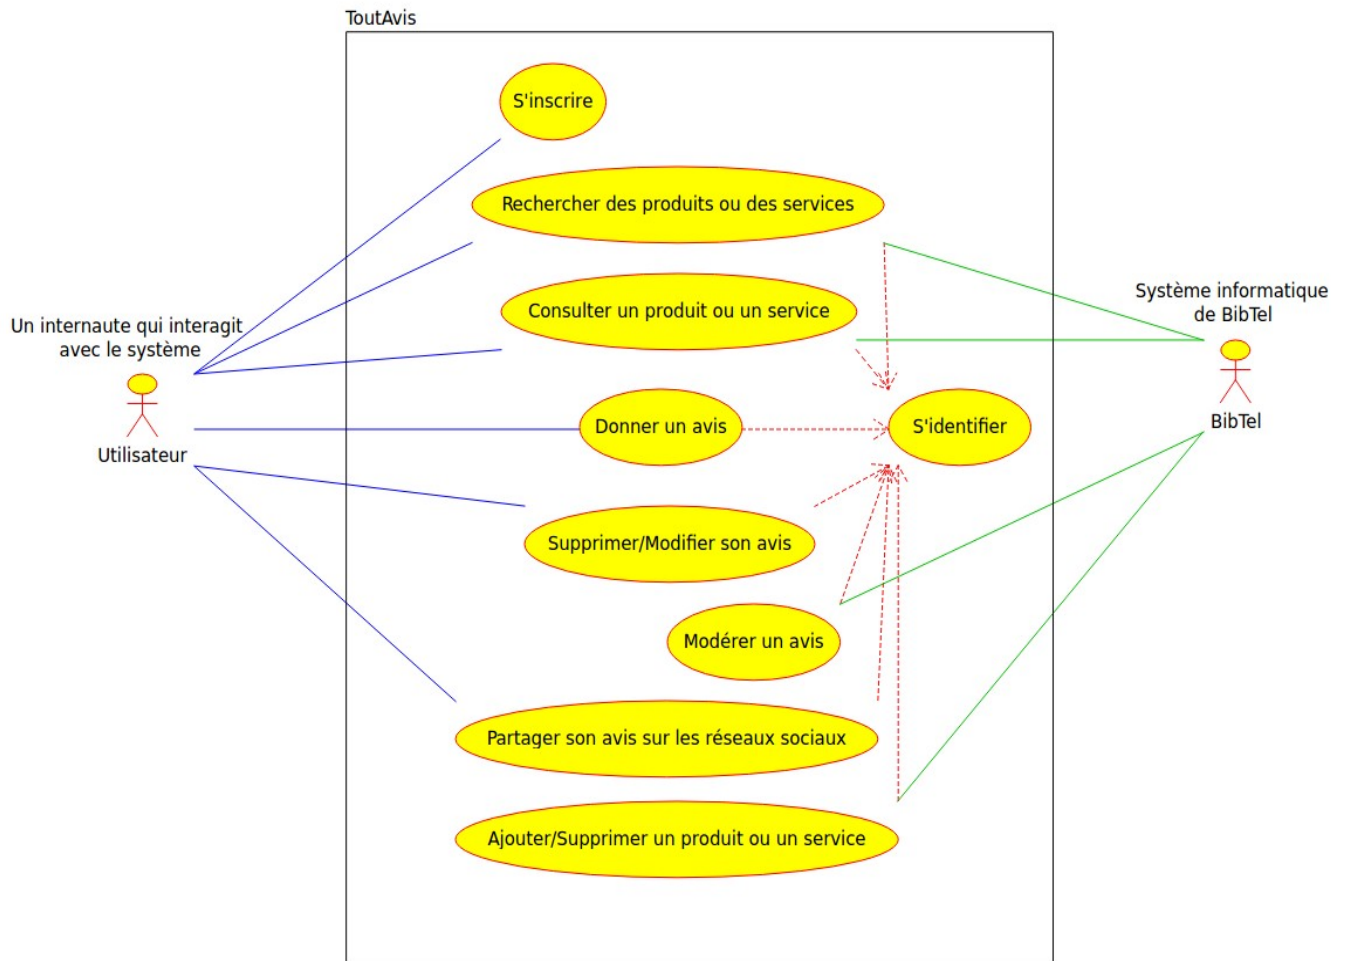 ToutAvis
S'inscrire
Rechercher des produits ou des services
Consulter un produit ou un service
Un internaute qui interagit
avec le système
Utilisateur
Système informatique
de BibTel
BibTel
Donner un avis
S'identifier
Supprimer/Modifier son avis
Modérer un avis
Partager son avis sur les réseaux sociaux
Ajouter/Supprimer un produit ou un service